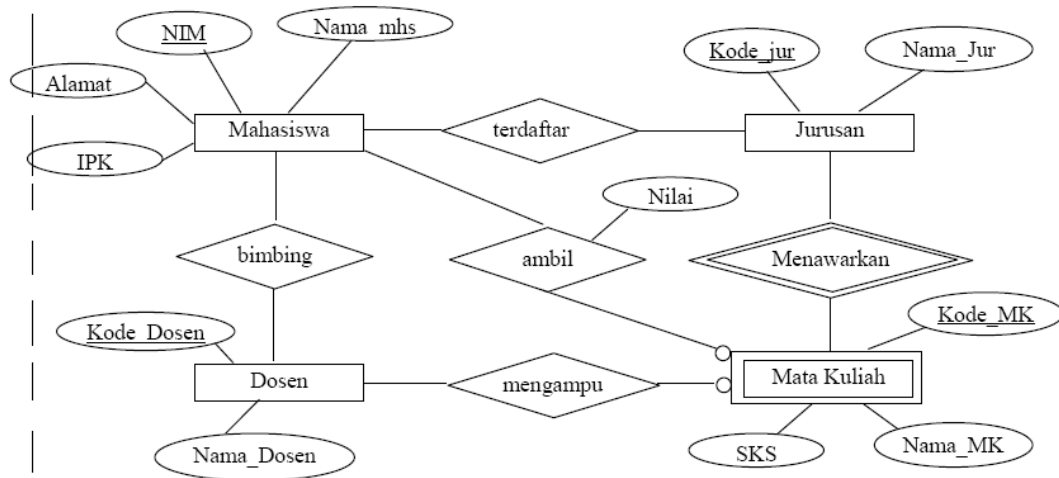 NIM
Nama_mhs
Kode_jur
Nama_Jur
Alamat
Mahasiswa
terdaftar
Jurusan
IPK
Nilai
bimbing
ambil
Menawarkan
Kode_Dosen
Kode_MK
Dosen
mengampu
Mata Kuliah
Nama_Dosen
SKS
Nama_MK